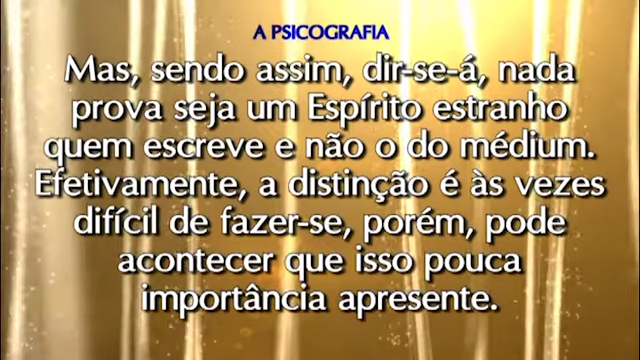 A PSICOGRAFIA
Mas, sendo assim, dir-se-á, nada
prova seja um Espírito estranho
quem escreve e não o do médium.
Efetivamente, a distinção é às vezes
difícil de fazer-se, porém, pode
acontecer que isso pouca
importância apresente.